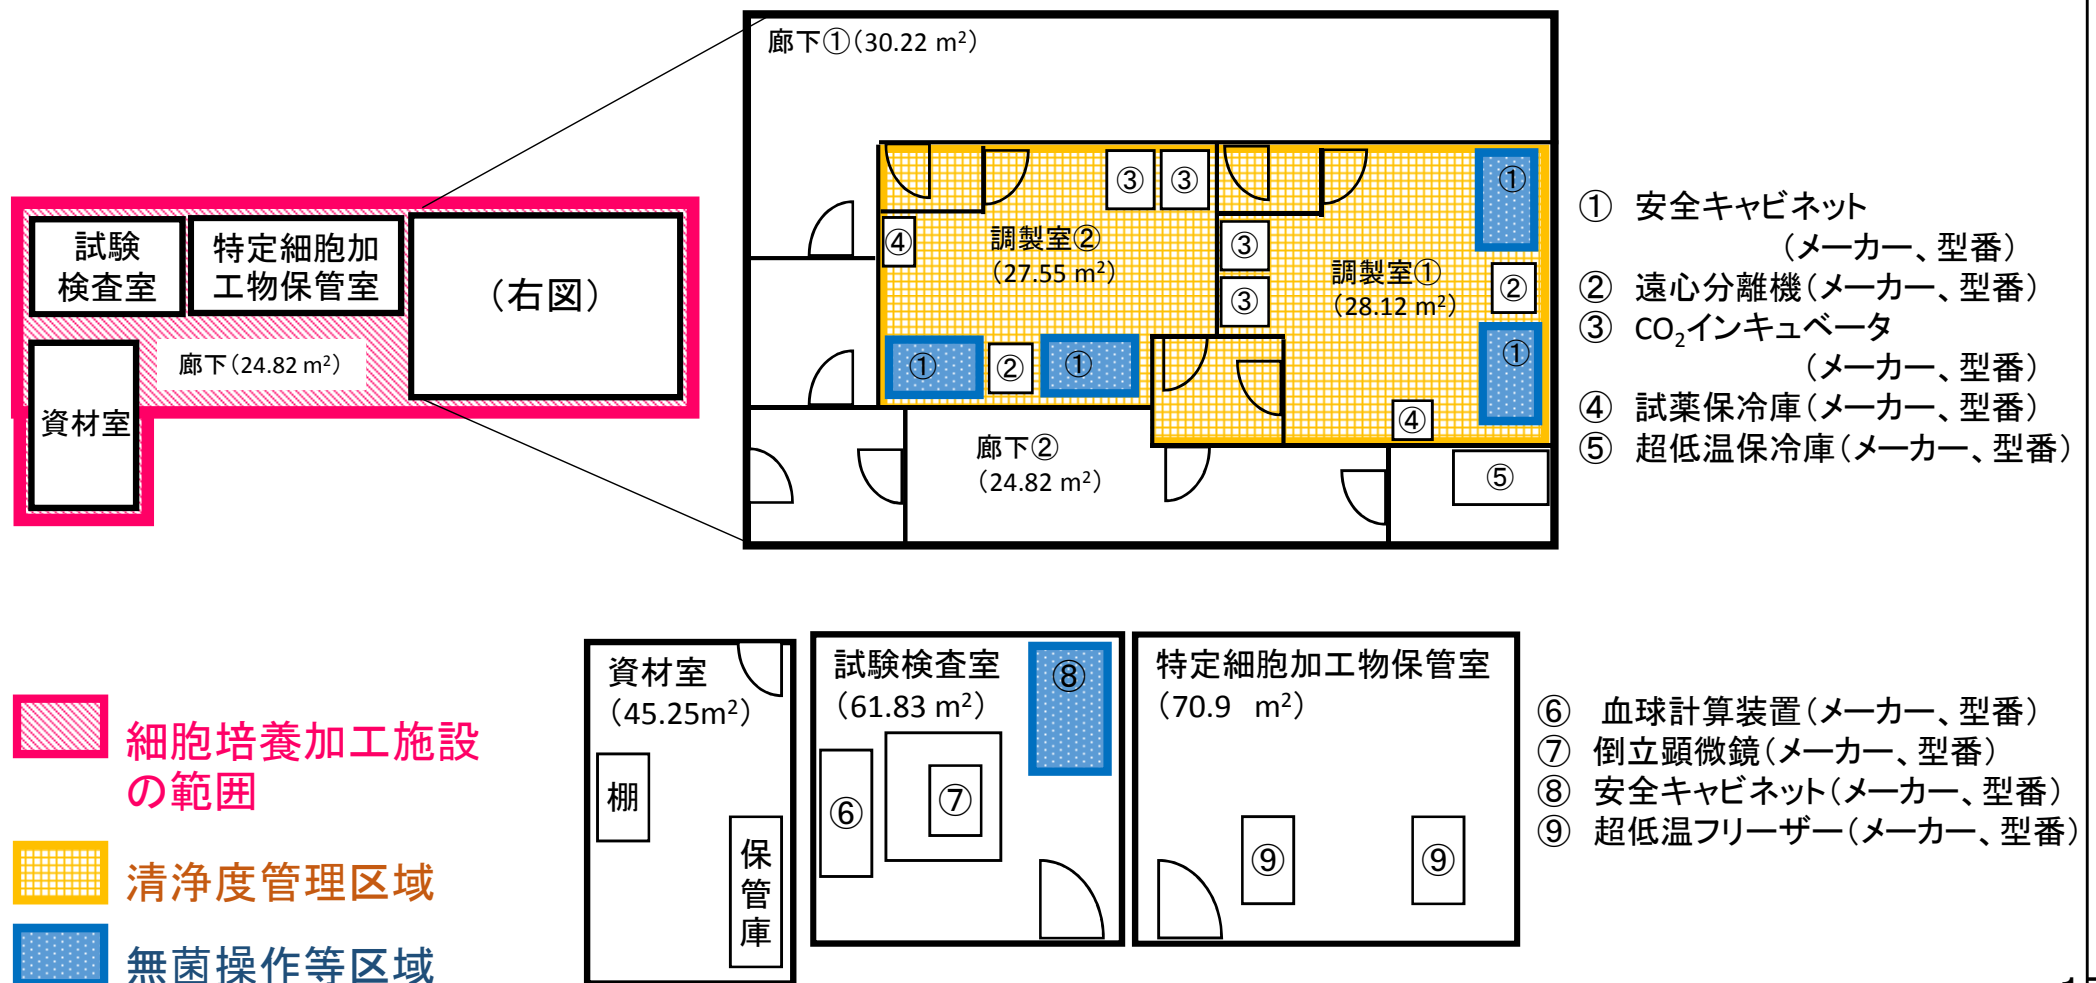 廊下①（30.22 m²）
試験
検査室
特定細胞加
工物保管室
（右図）
廊下（24.82 m²）
資材室
③
③
①
④
調製室②
（27.55 m²）
③
③
調製室①
（28.12 m²）
②
①
②
①
①
④
廊下②
（24.82 m²）
⑤
① 安全キャビネット
（メーカー、型番）
② 遠心分離機（メーカー、型番）
③ CO₂インキュベータ
（メーカー、型番）
④ 試薬保冷庫（メーカー、型番）
⑤ 超低温保冷庫（メーカー、型番）
細胞培養加工施設
の範囲
清浄度管理区域
無菌操作等区域
資材室
（45.25m²）
棚
保管庫
試験検査室
（61.83 m²）
⑧
⑥
⑦
特定細胞加工物保管室
（70.9 m²）
⑨
⑨
⑥ 血球計算装置（メーカー、型番）
⑦ 倒立顕微鏡（メーカー、型番）
⑧ 安全キャビネット（メーカー、型番）
⑨ 超低温フリーザー（メーカー、型番）